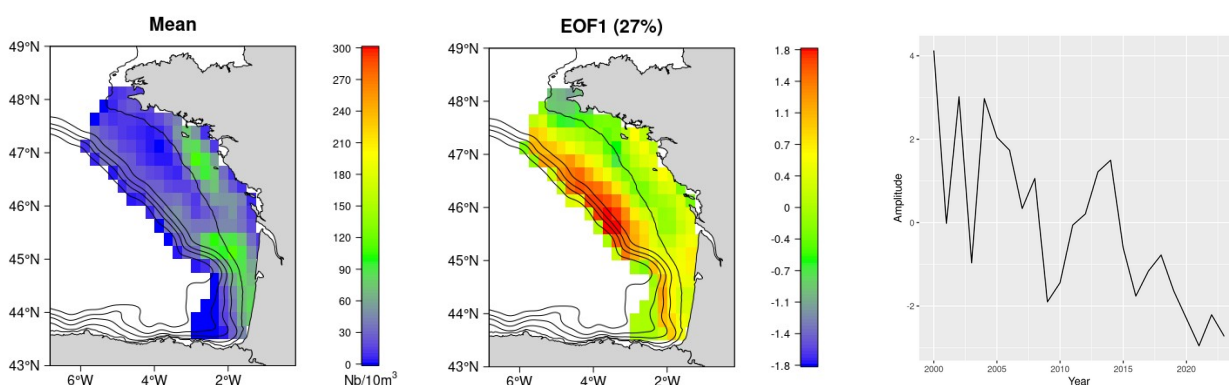 Mean
49°N
48°N
47°N
46°N
45°N
44°N
43°N
6°W
4°W
2°W
300
270
240
210
180
150
120
90
60
30
0
Nb/10m³
EOF1 (27%)
49°N
48°N
47°N
46°N
45°N
44°N
43°N
6°W
4°W
2°W
1.8
1.4
1.1
0.7
0.4
0
-0.4
-0.7
-1.1
-1.4
-1.8
Amplitude
4
2
0
-2
2000
2005
2010
2015
2020
Year